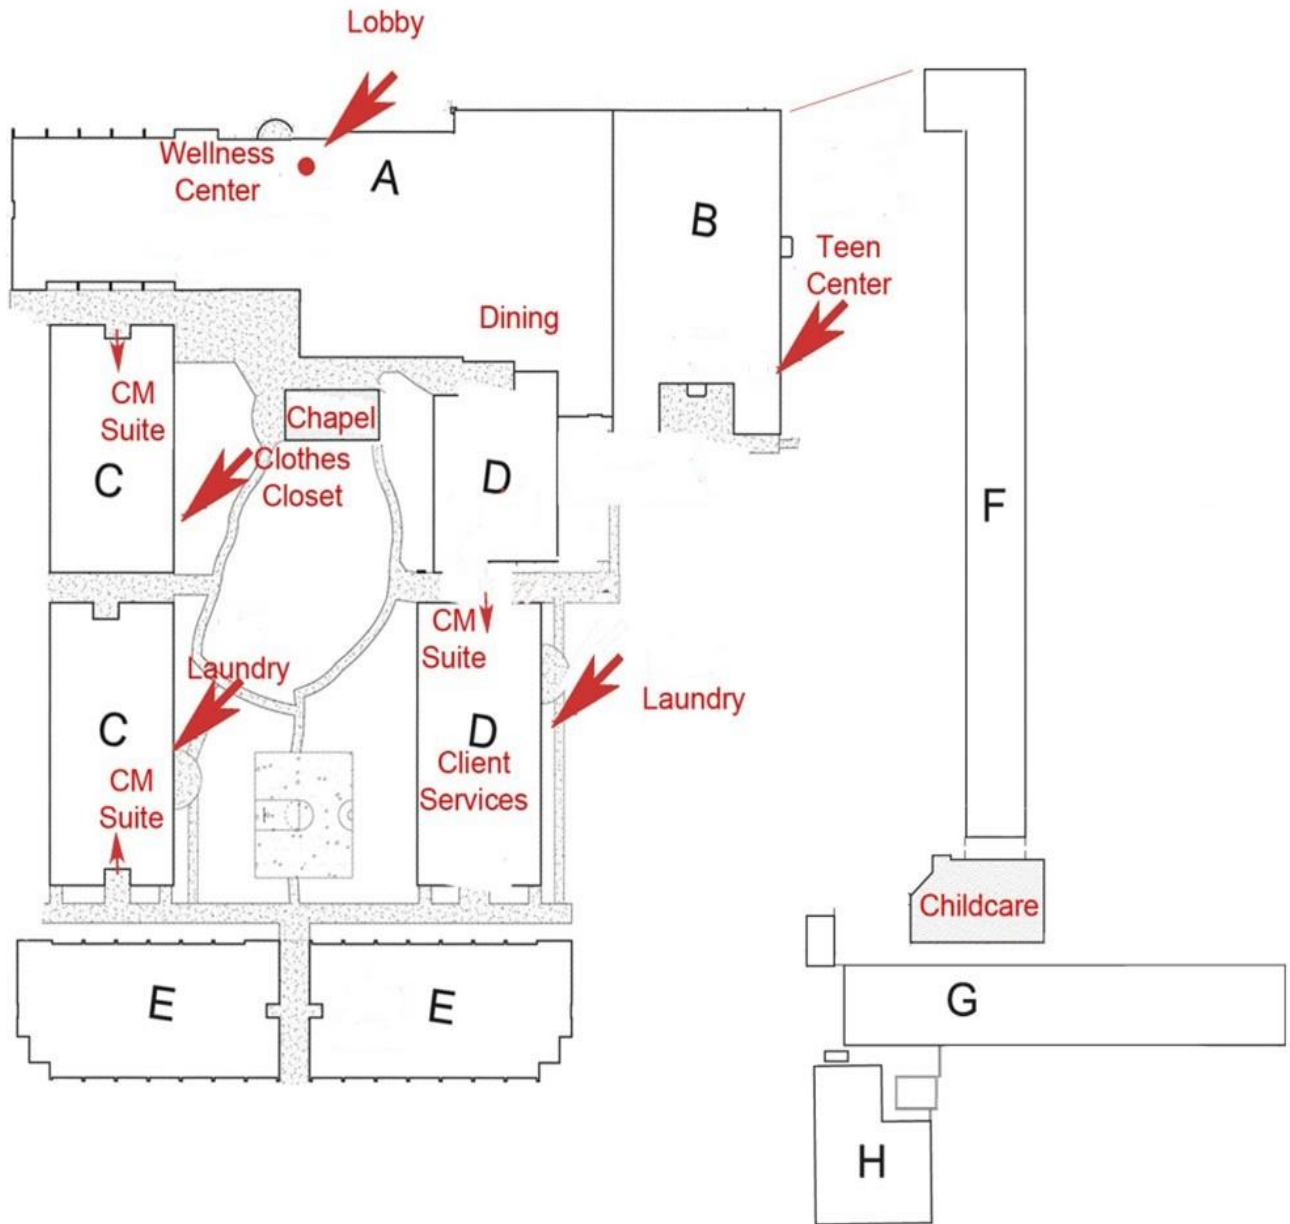 Lobby
Wellness
Center
A
B
Teen
Center
Dining
CM
Suite
Chapel
C
Clothes
Closet
D
F
CM
Suite
Laundry
Laundry
C
D
Client
Services
CM
Suite
Childcare
E
E
G
H